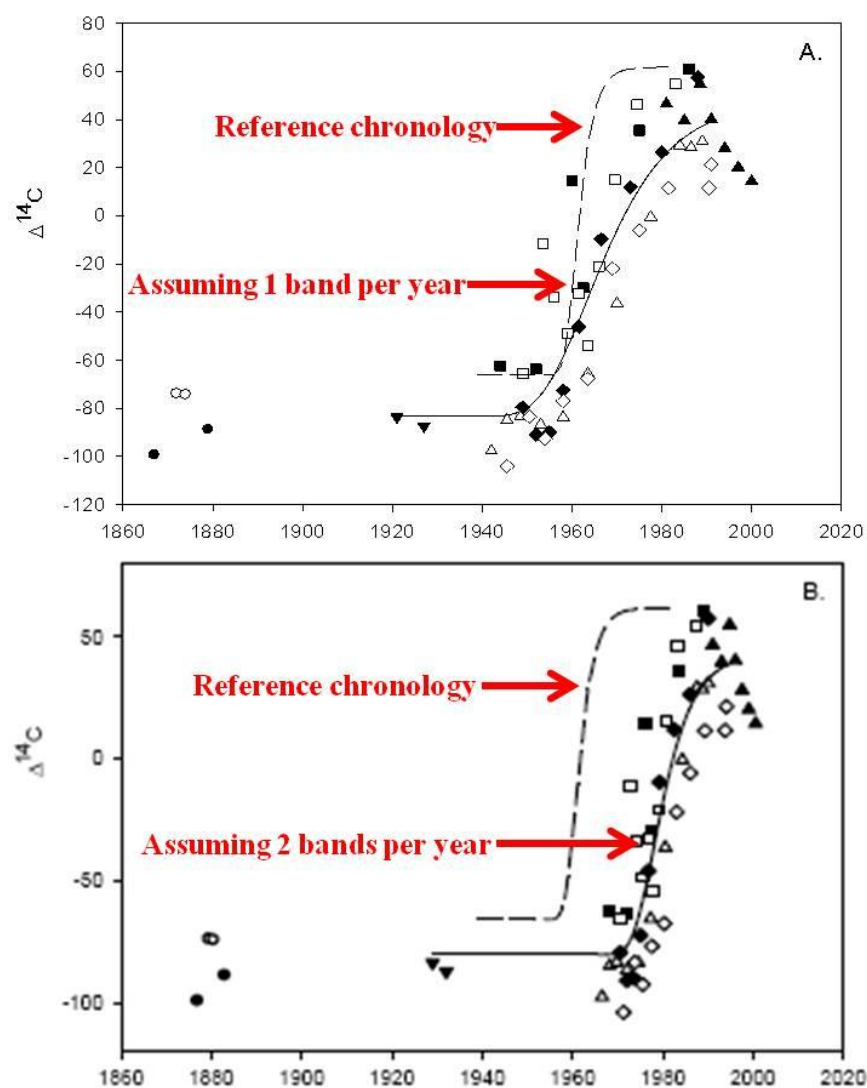 80
A.
60
40
Reference chronology
20
Δ¹⁴C
0
-20
Assuming 1 band per year
-40
-60
-80
-100
-120
1860 1880 1900 1920 1940 1960 1980 2000 2020
B.
50
Reference chronology
Δ¹⁴C
0
Assuming 2 bands per year
-50
-100
1860 1880 1900 1920 1940 1960 1980 2000 2020